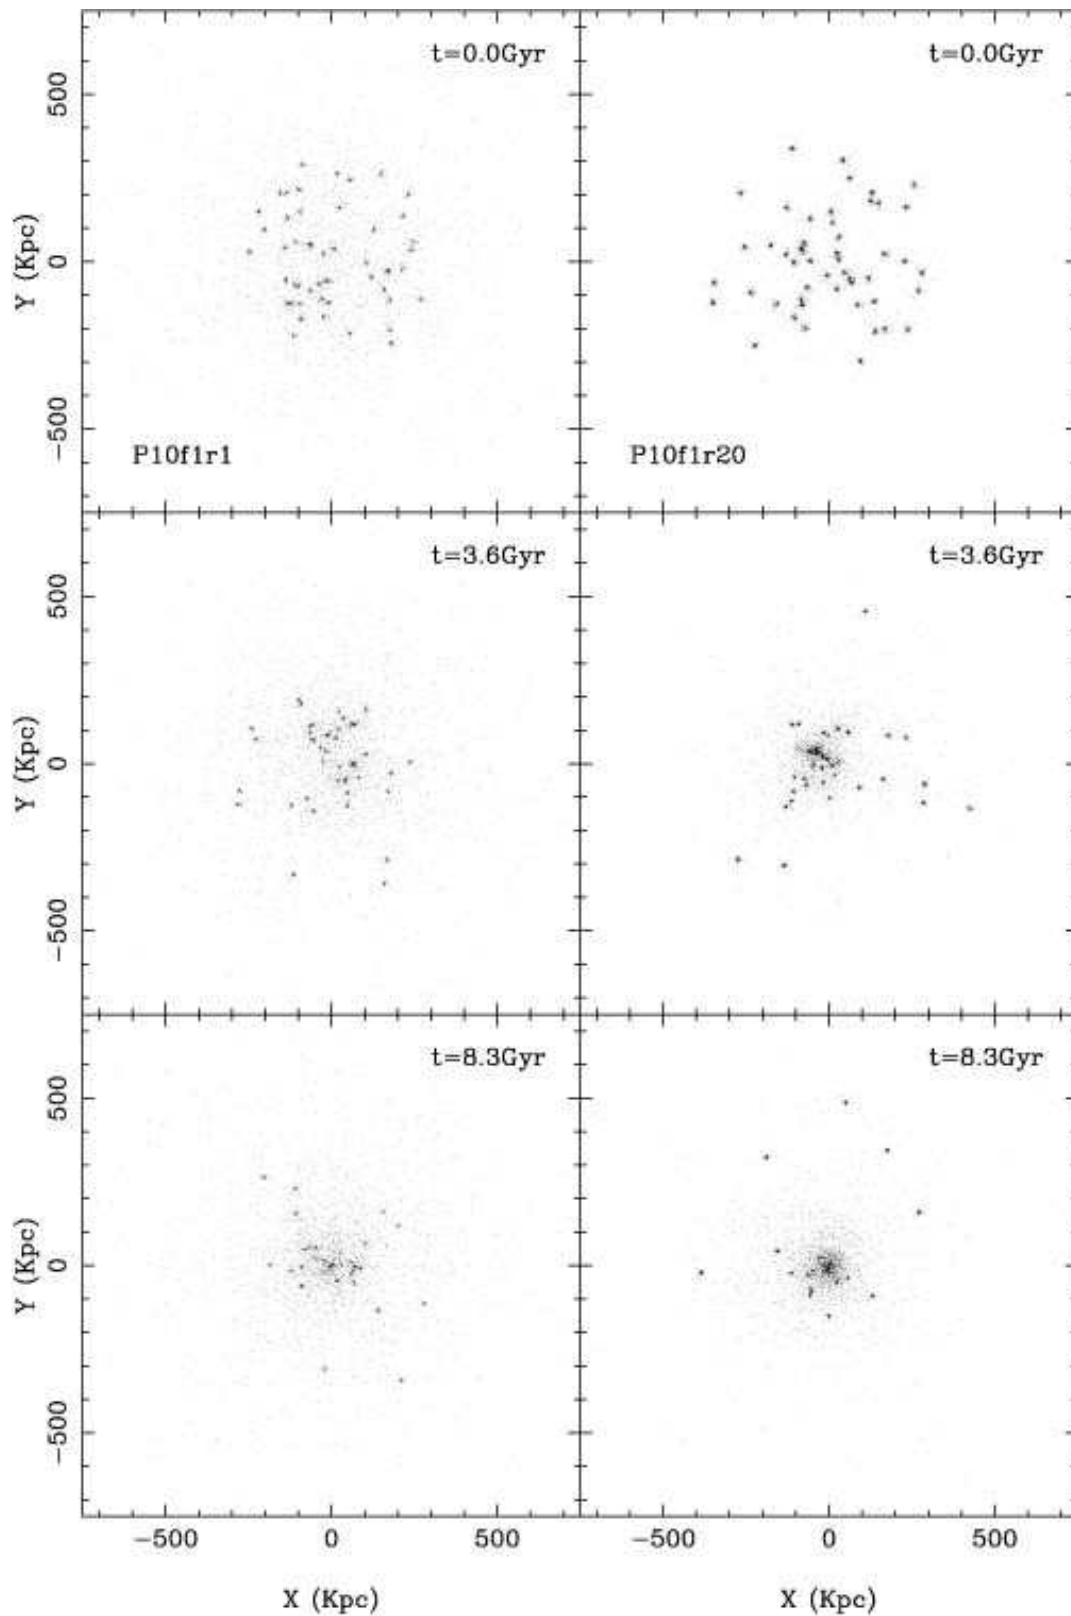 t=0.0Gyr
t=0.0Gyr
500
Y (Kpc)
0
-500
P10f1r1
P10f1r20
t=3.6Gyr
t=3.6Gyr
500
Y (Kpc)
0
-500
t=8.3Gyr
t=8.3Gyr
500
Y (Kpc)
0
-500
-500 0 500
-500 0 500
X (Kpc)
X (Kpc)